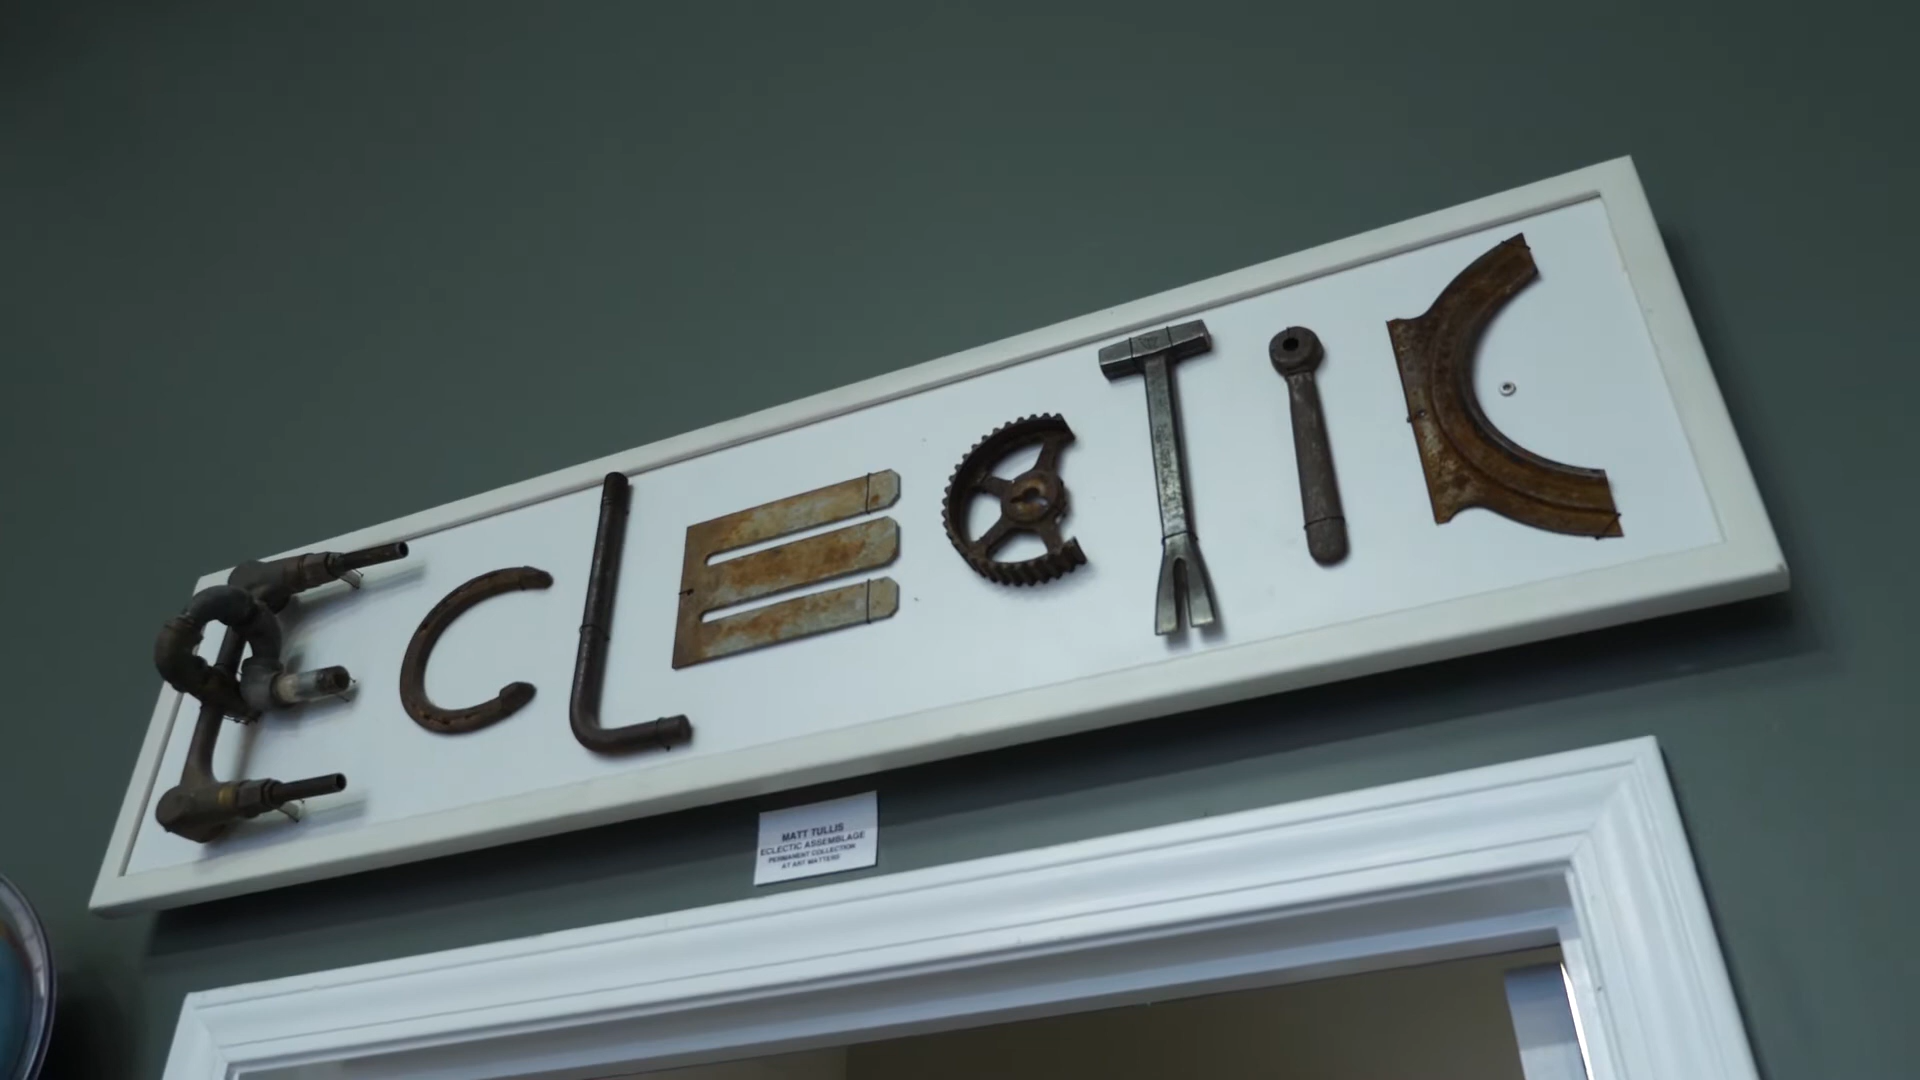 EcLECTiC
MATT TULLIS
ECLECTIC ASSEMBLAGE
PERMANENT COLLECTION
AT ART MATTERS